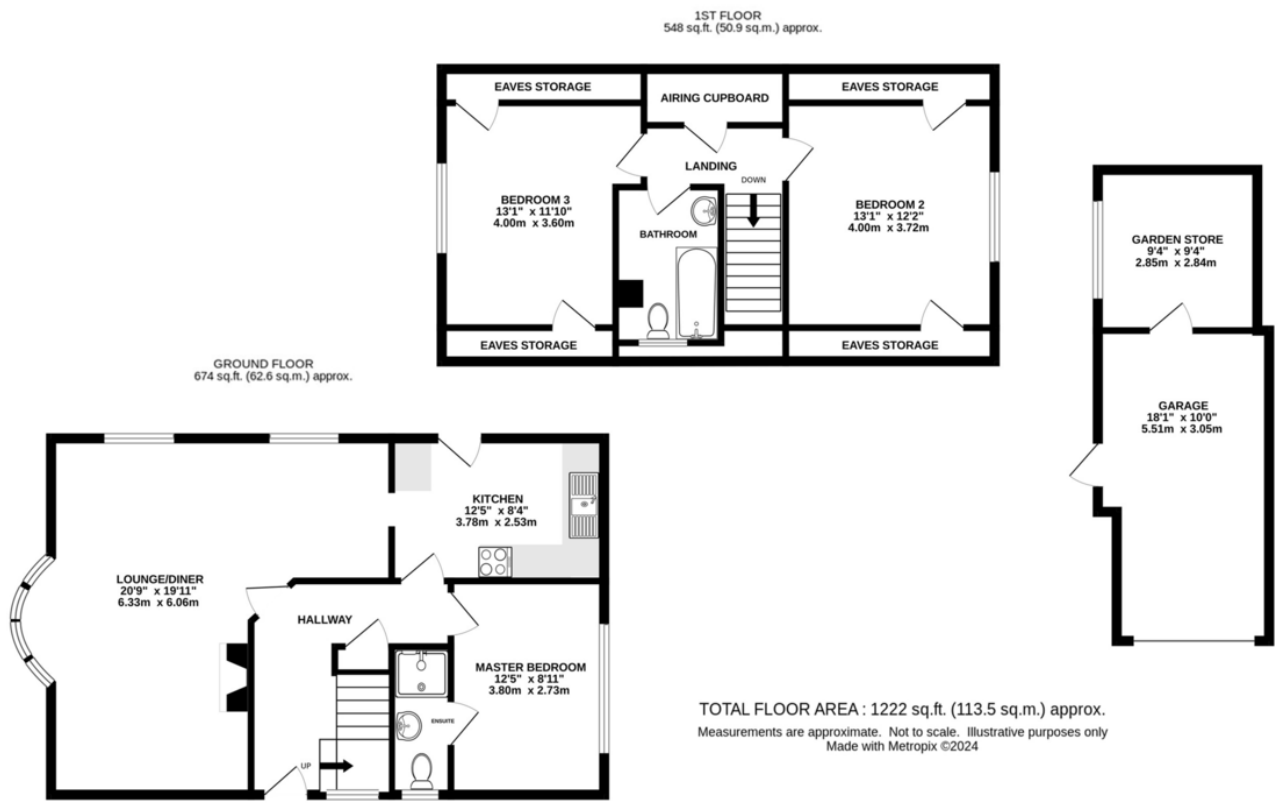 1ST FLOOR
548 sq.ft. (50.9 sq.m.) approx.
EAVES STORAGE
AIRING CUPBOARD
EAVES STORAGE
LANDING
DOWN
BEDROOM 3
13'1" x 11'10"
4.00m x 3.60m
BATHROOM
BEDROOM 2
13'1" x 12'2"
4.00m x 3.72m
EAVES STORAGE
EAVES STORAGE
GARDEN STORE
9'4" x 9'4"
2.85m x 2.84m
GARAGE
18'1" x 10'0"
5.51m x 3.05m
GROUND FLOOR
674 sq.ft. (62.6 sq.m.) approx.
KITCHEN
12'5" x 8'4"
3.78m x 2.53m
LOUNGE/DINER
20'9" x 19'11"
6.33m x 6.06m
HALLWAY
MASTER BEDROOM
12'5" x 8'11"
3.80m x 2.73m
ENSUITE
UP
TOTAL FLOOR AREA : 1222 sq.ft. (113.5 sq.m.) approx.
Measurements are approximate. Not to scale. Illustrative purposes only
Made with Metropix ©2024